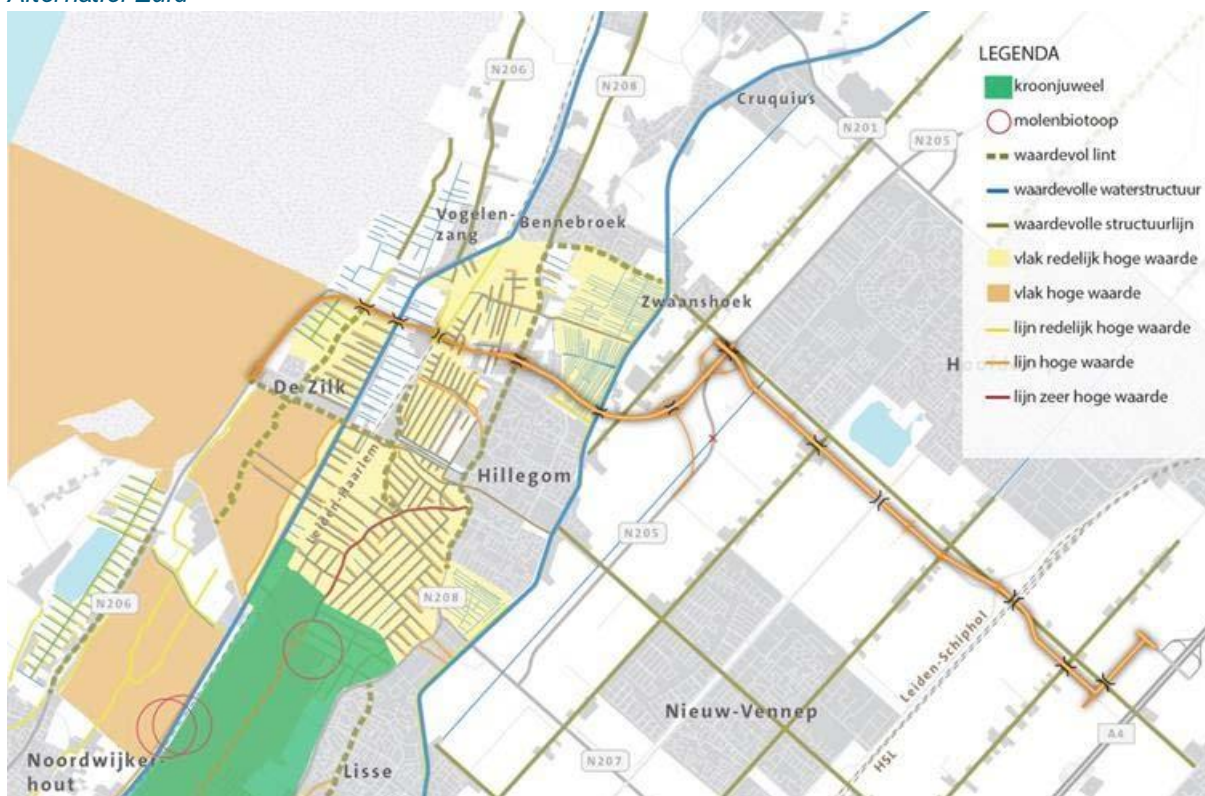 Alternatief Zuid
LEGENDA
kroonjuweel
molenbiotoop
waardevol lint
waardevolle waterstructuur
waardevolle structuurlijn
vlak redelijk hoge waarde
vlak hoge waarde
lijn redelijk hoge waarde
lijn hoge waarde
lijn zeer hoge waarde
N206
N208
Cruquius
N201
N205
Vogelen-
zang
Bennebroek
Zwaanshoek
De Zilk
Hillegom
Leiden-Haarlem
N205
N206
N208
Leiden-Schiphol
HSL
Nieuw-Vennep
A4
Noordwijker-
hout
Lisse
N207